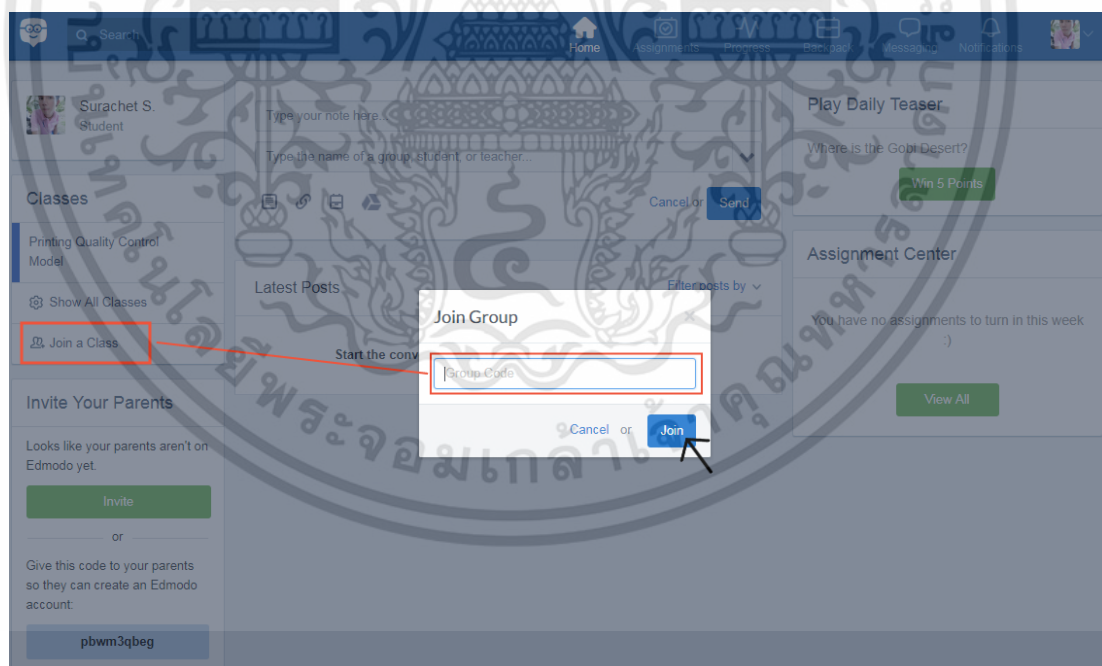 Search
Home
Assignments
Progress
Backpack
Messaging
Notifications
Surachet S.
Student
Classes
Printing Quality Control
Model
Show All Classes
Join a Class
Invite Your Parents
Looks like your parents aren't on
Edmodo yet.
Invite
or
Give this code to your parents
so they can create an Edmodo
account:
pbwm3qbeg
Type your note here...
Type the name of a group, student, or teacher...
Cancel or Send
Latest Posts
Filter posts by
Start the conv
Join Group
×
Group Code
Cancel or Join
Play Daily Teaser
Where is the Gobi Desert?
Win 5 Points
Assignment Center
You have no assignments to turn in this week
:)
View All